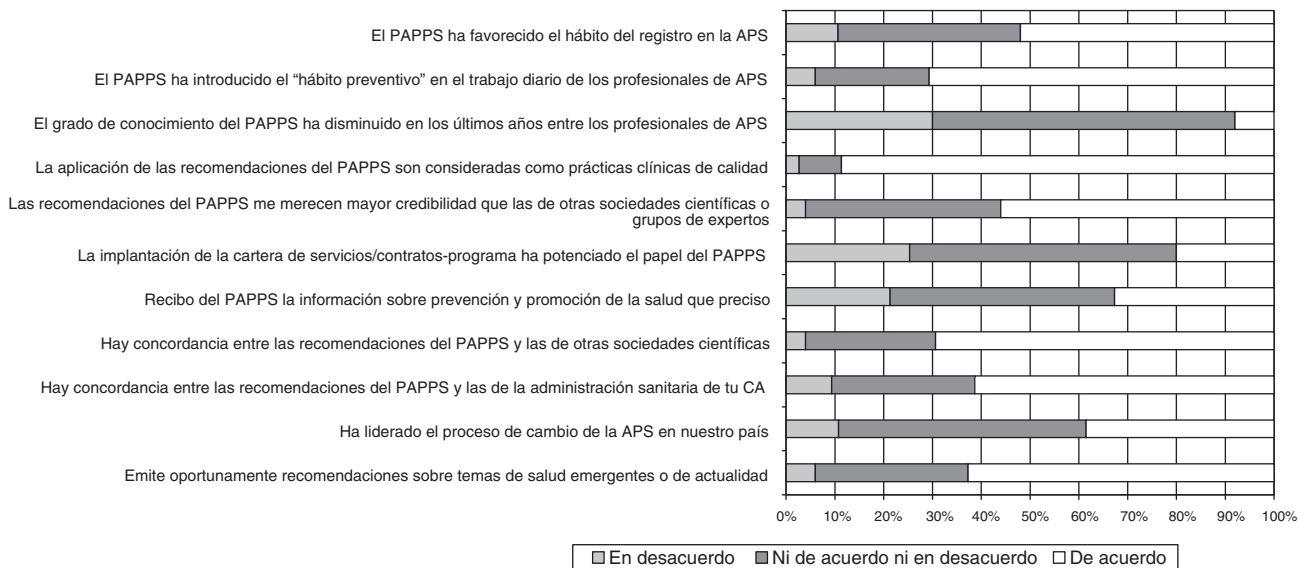 El PAPPS ha favorecido el hábito del registro en la APS
El PAPPS ha introducido el “hábito preventivo” en el trabajo diario de los profesionales de APS
El grado de conocimiento del PAPPS ha disminuido en los últimos años entre los profesionales de APS
La aplicación de las recomendaciones del PAPPS son consideradas como prácticas clínicas de calidad
Las recomendaciones del PAPPS me merecen mayor credibilidad que las de otras sociedades científicas o
grupos de expertos
La implantación de la cartera de servicios/contratos-programa ha potenciado el papel del PAPPS
Recibo del PAPPS la información sobre prevención y promoción de la salud que preciso
Hay concordancia entre las recomendaciones del PAPPS y las de otras sociedades científicas
Hay concordancia entre las recomendaciones del PAPPS y las de la administración sanitaria de tu CA
Ha liderado el proceso de cambio de la APS en nuestro país
Emite oportunamente recomendaciones sobre temas de salud emergentes o de actualidad
0% 10% 20% 30% 40% 50% 60% 70% 80% 90% 100%
En desacuerdo Ni de acuerdo ni en desacuerdo De acuerdo